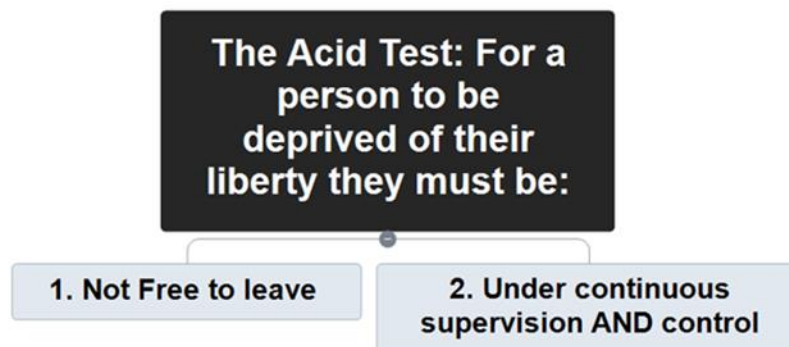 The Acid Test: For a
person to be
deprived of their
liberty they must be:
1. Not Free to leave
2. Under continuous
supervision AND control